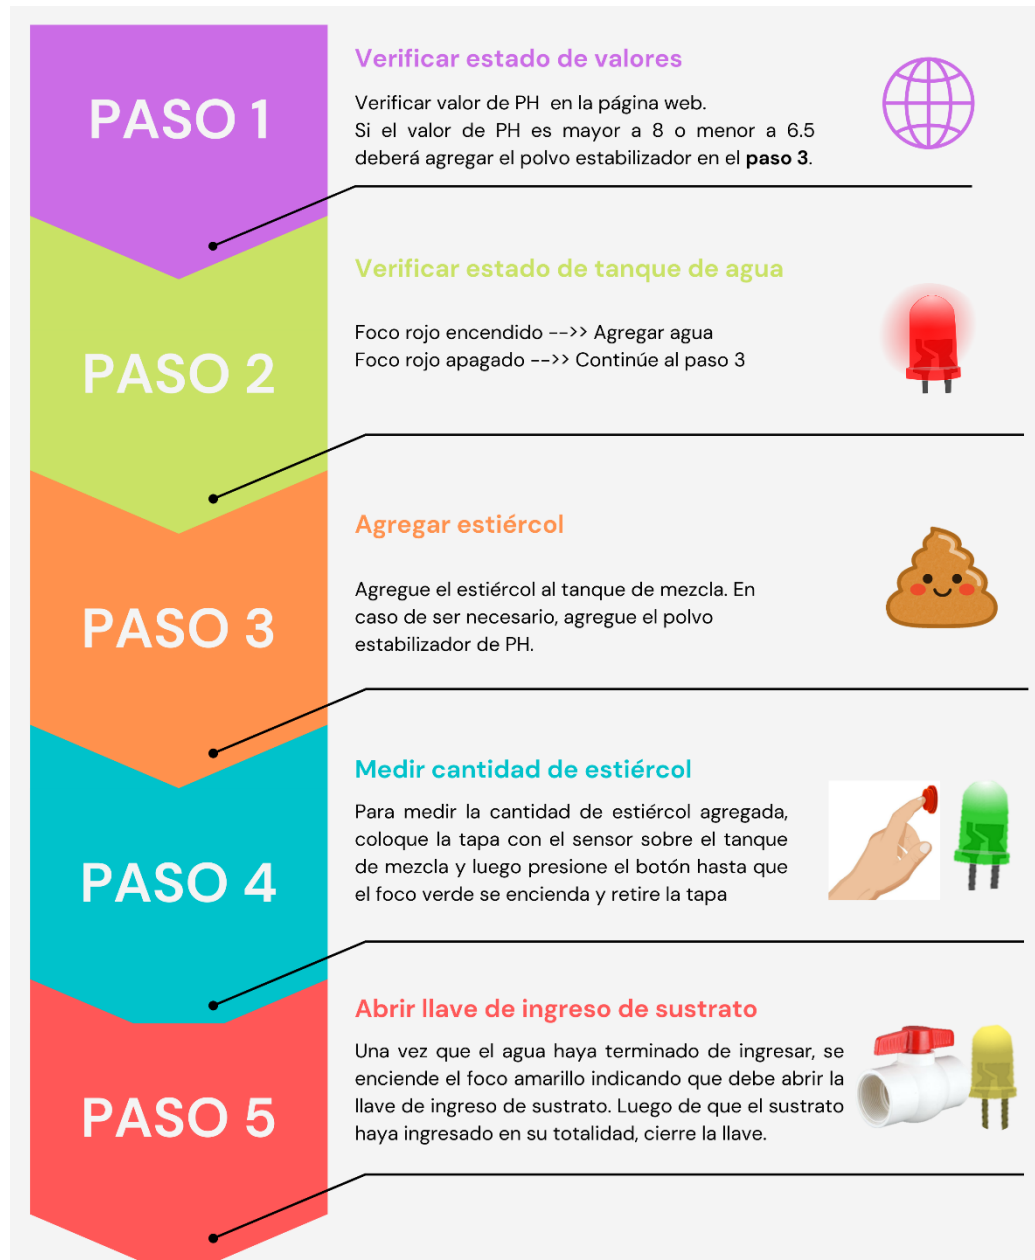 PASO 1
Verificar estado de valores
Verificar valor de PH en la página web.
Si el valor de PH es mayor a 8 o menor a 6.5
deberá agregar el polvo estabilizador en el paso 3.
PASO 2
Verificar estado de tanque de agua
Foco rojo encendido -->> Agregar agua
Foco rojo apagado -->> Continúe al paso 3
PASO 3
Agregar estiércol
Agregue el estiércol al tanque de mezcla. En
caso de ser necesario, agregue el polvo
estabilizador de PH.
PASO 4
Medir cantidad de estiércol
Para medir la cantidad de estiércol agregada,
coloque la tapa con el sensor sobre el tanque
de mezcla y luego presione el botón hasta que
el foco verde se encienda y retire la tapa
PASO 5
Abrir llave de ingreso de sustrato
Una vez que el agua haya terminado de ingresar, se
enciende el foco amarillo indicando que debe abrir la
llave de ingreso de sustrato. Luego de que el sustrato
haya ingresado en su totalidad, cierre la llave.